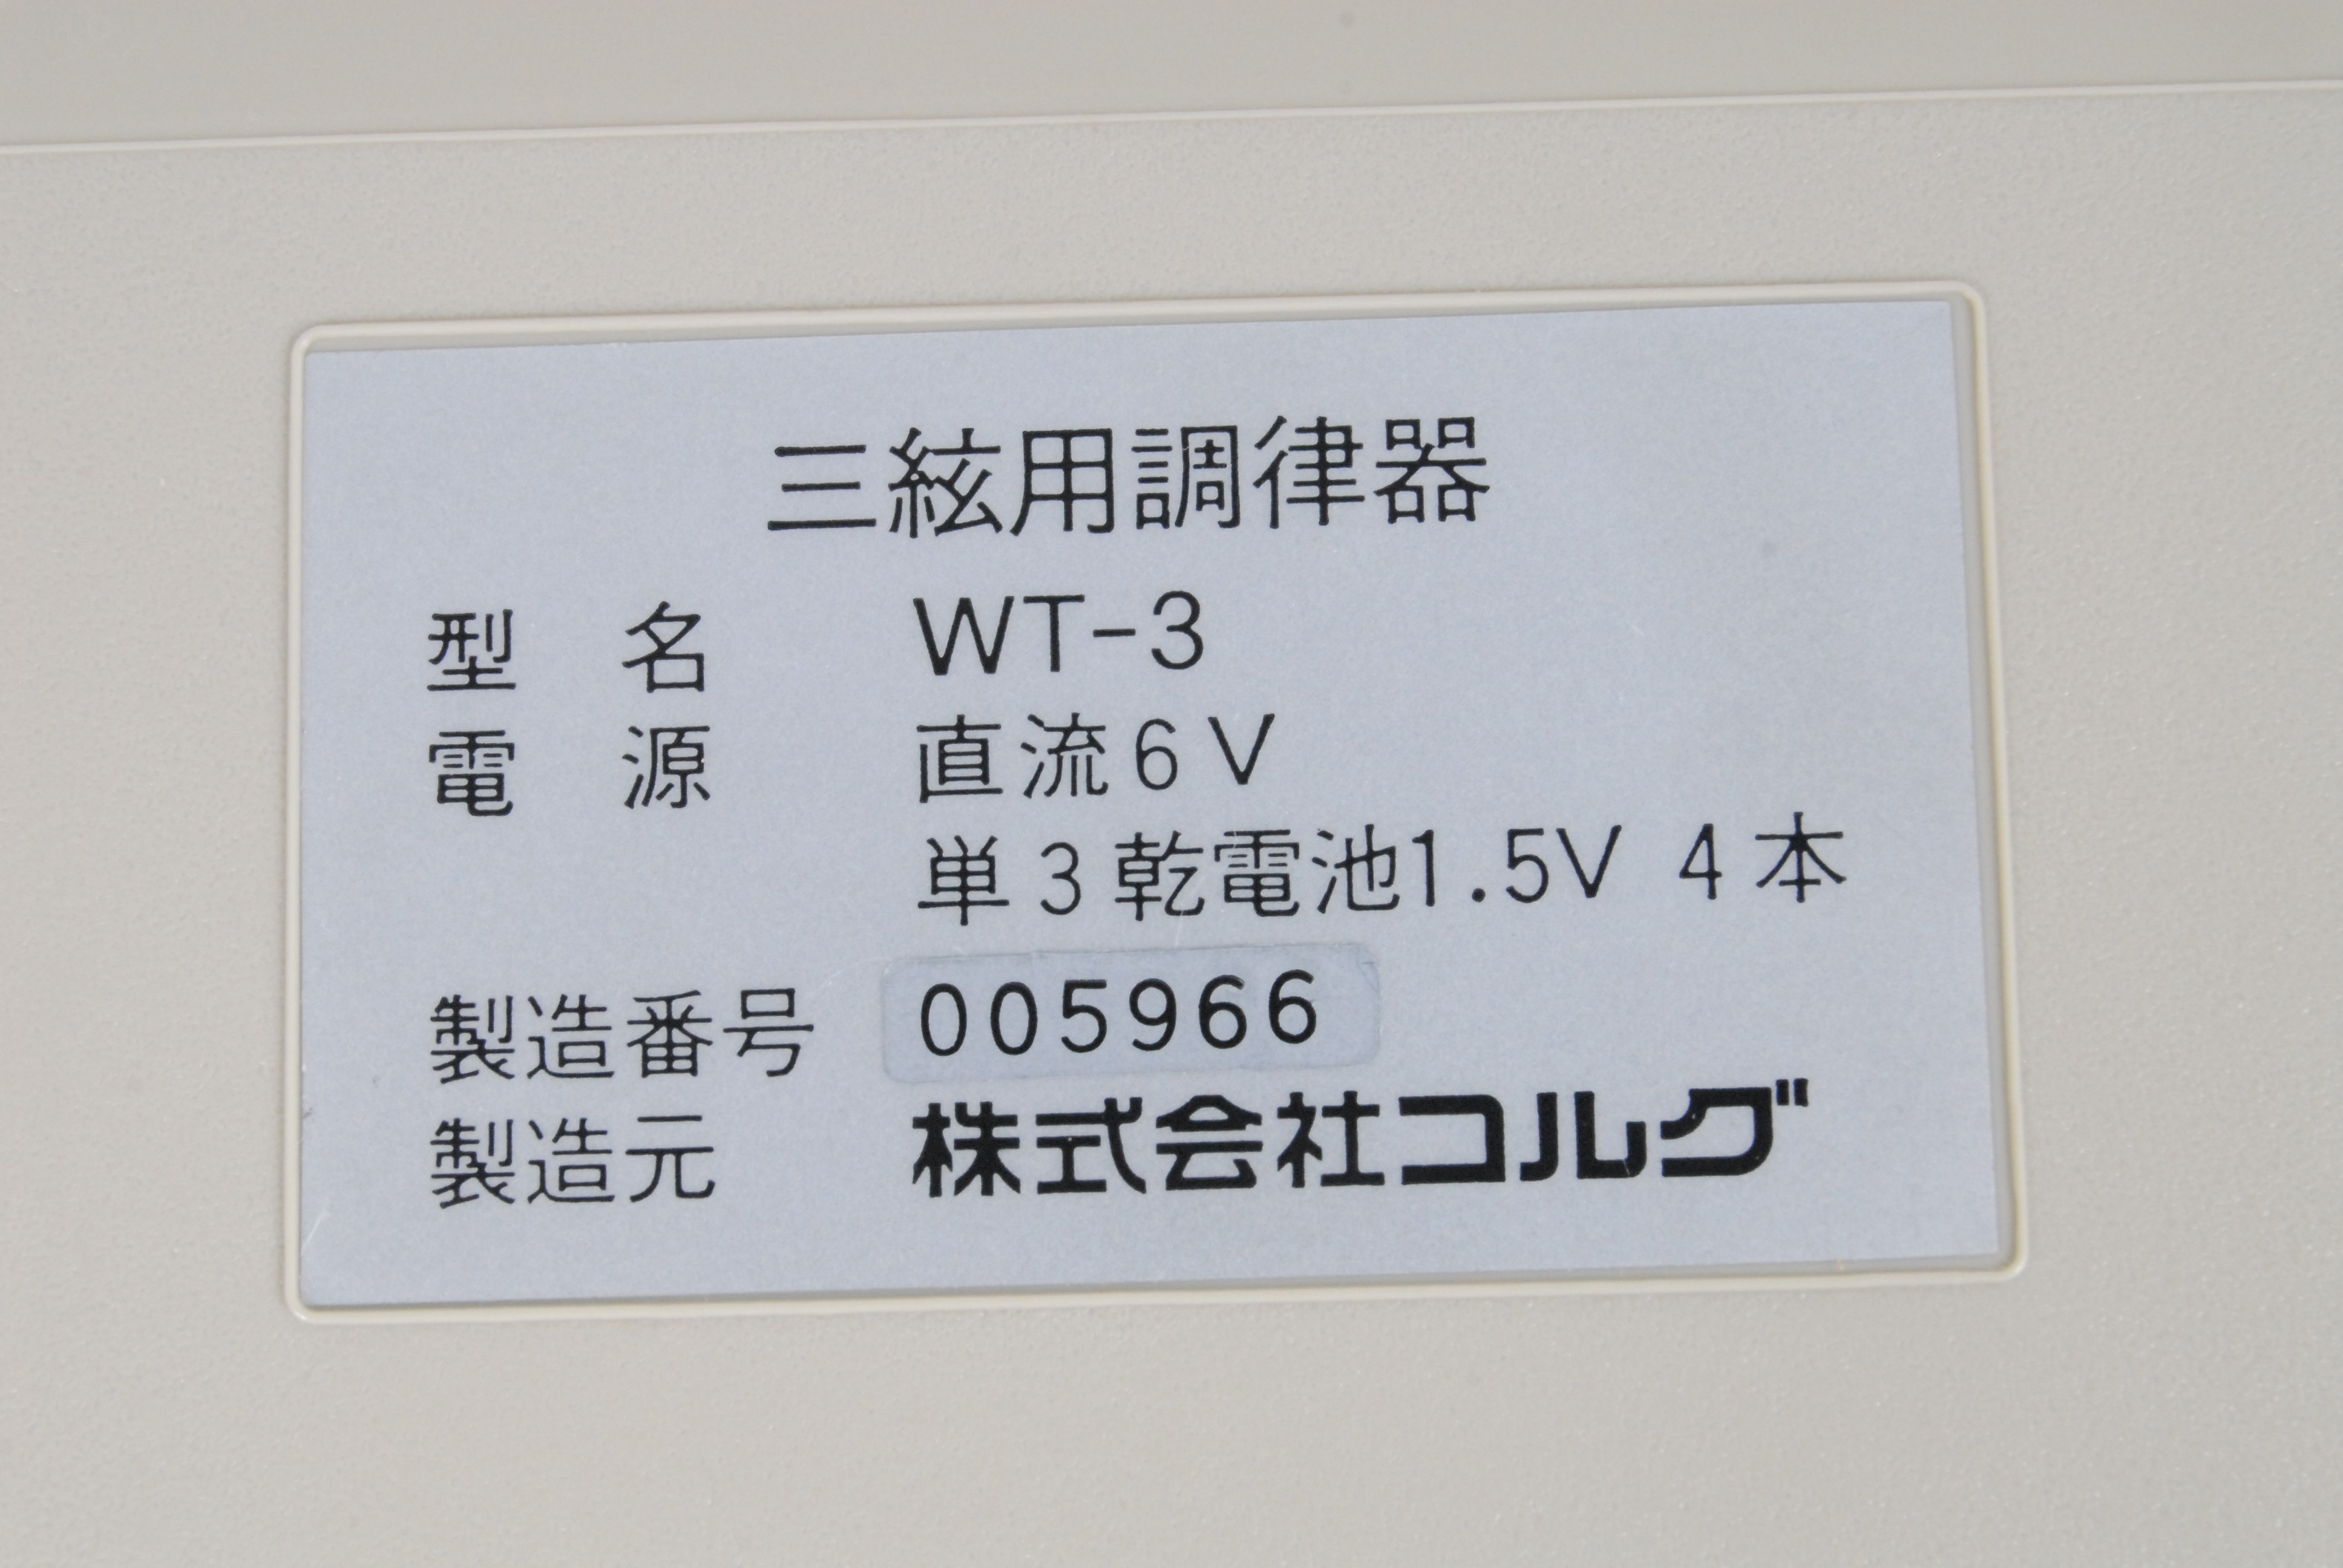 三絃用調律器
型 名 WT-3
電 源 直流6V
単3乾電池1.5V 4本
製造番号 005966
製造元 株式会社コルグ